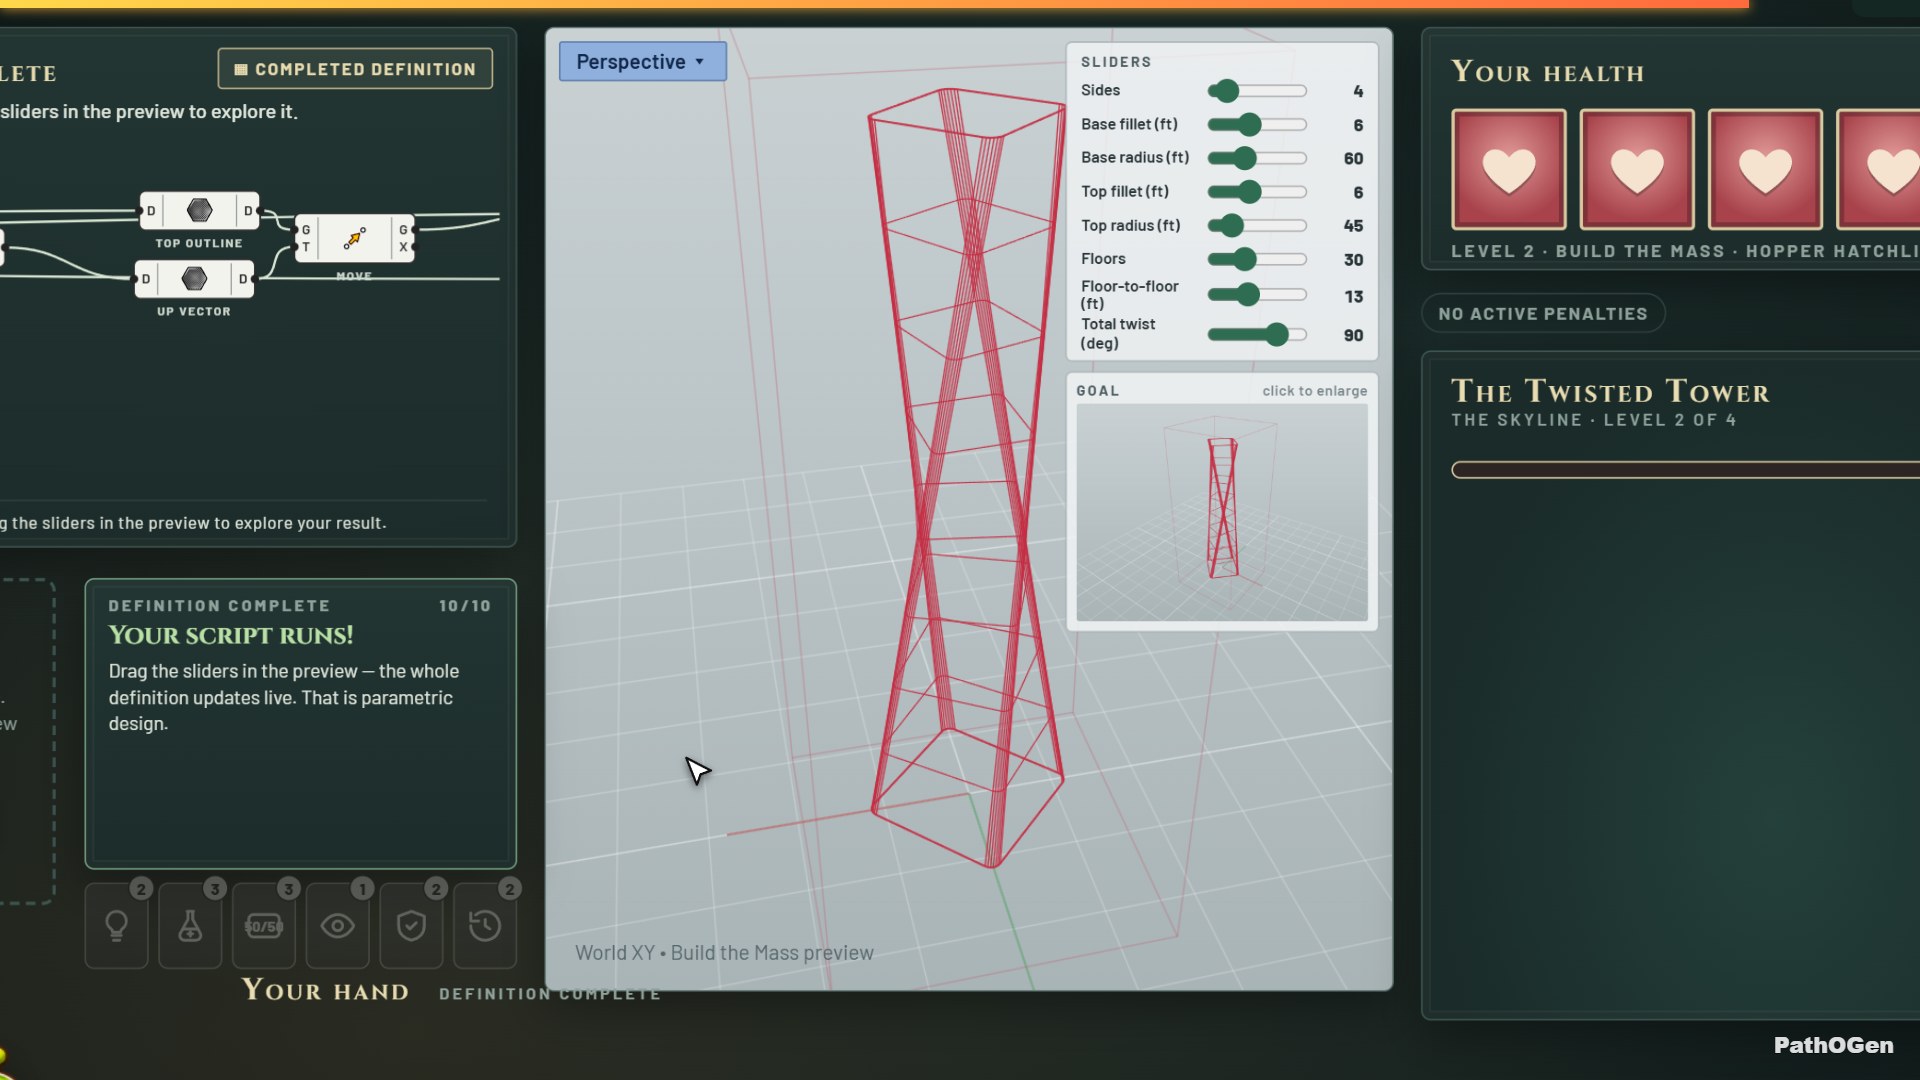 LETE
COMPLETED DEFINITION
sliders in the preview to explore it.
D D
TOP OUTLINE
G G
T X
MOVE
D D
UP VECTOR
g the sliders in the preview to explore your result.
ew
DEFINITION COMPLETE 10/10
YOUR SCRIPT RUNS!
Drag the sliders in the preview — the whole
definition updates live. That is parametric
design.
2 3 3 1 2 2
50/50
YOUR HAND DEFINITION COMPLETE
Perspective
SLIDERS
Sides 4
Base fillet (ft) 6
Base radius (ft) 60
Top fillet (ft) 6
Top radius (ft) 45
Floors 30
Floor-to-floor
(ft) 13
Total twist
(deg) 90
GOAL click to enlarge
World XY • Build the Mass preview
YOUR HEALTH
LEVEL 2 · BUILD THE MASS · HOPPER HATCHLI
NO ACTIVE PENALTIES
THE TWISTED TOWER
THE SKYLINE · LEVEL 2 OF 4
PathOGen